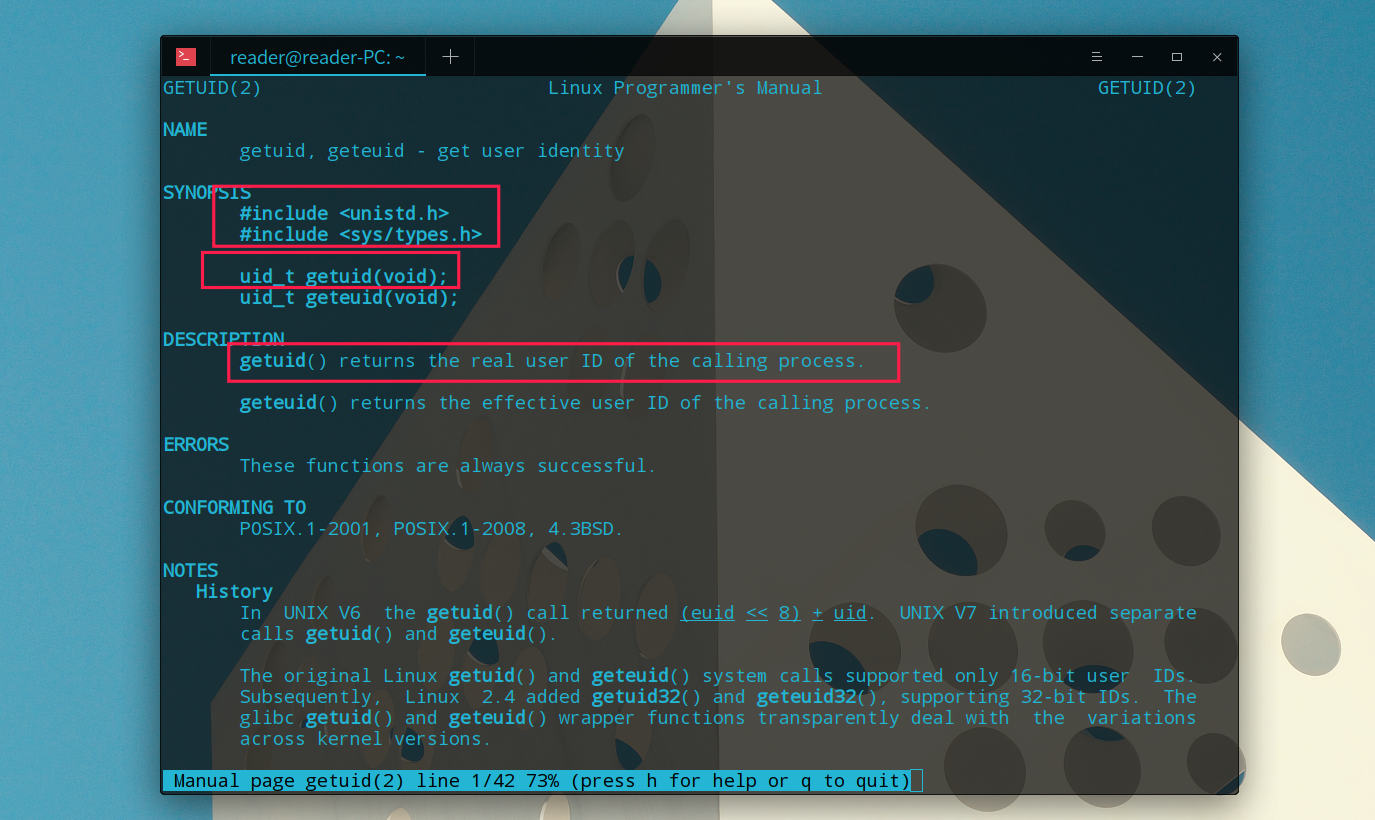 reader@reader-PC: ~
GETUID(2) Linux Programmer's Manual GETUID(2)
NAME
getuid, geteuid - get user identity
SYNOPSIS
#include <unistd.h>
#include <sys/types.h>
uid_t getuid(void);
uid_t geteuid(void);
DESCRIPTION
getuid() returns the real user ID of the calling process.
geteuid() returns the effective user ID of the calling process.
ERRORS
These functions are always successful.
CONFORMING TO
POSIX.1-2001, POSIX.1-2008, 4.3BSD.
NOTES
History
In UNIX V6 the getuid() call returned (euid << 8) + uid. UNIX V7 introduced separate
calls getuid() and geteuid().
The original Linux getuid() and geteuid() system calls supported only 16-bit user IDs.
Subsequently, Linux 2.4 added getuid32() and geteuid32(), supporting 32-bit IDs. The
glibc getuid() and geteuid() wrapper functions transparently deal with the variations
across kernel versions.
Manual page getuid(2) line 1/42 73% (press h for help or q to quit)